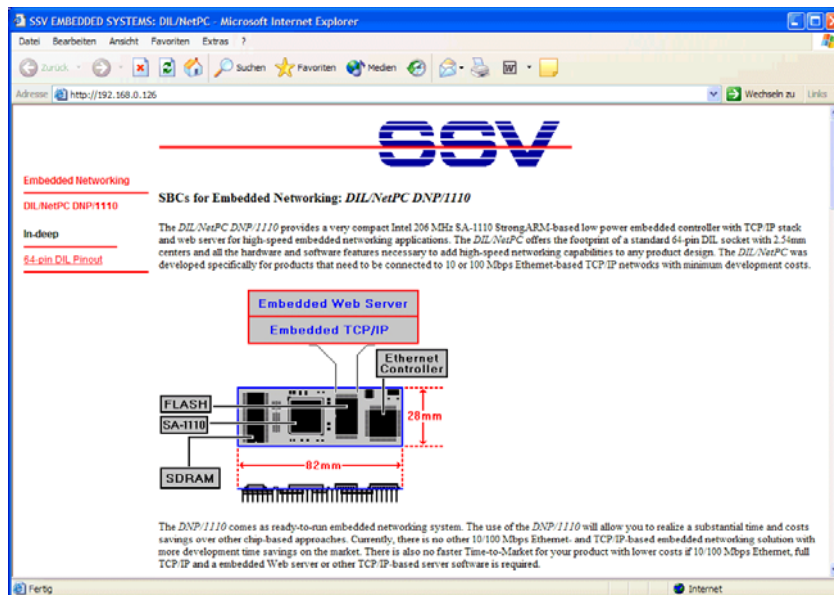 SSV EMBEDDED SYSTEMS: DIL/NetPC - Microsoft Internet Explorer
Datei Bearbeiten Ansicht Favoriten Extras ?
Zurück Suchen Favoriten Medien
Adresse http://192.168.0.126 Wechseln zu Links
SSV
Embedded Networking
DIL/NetPC DNP/1110
In-deep
64-pin DIL Pinout
SBCs for Embedded Networking: DIL/NetPC DNP/1110
The DIL/NetPC DNP/1110 provides a very compact Intel 206 MHz SA-1110 StrongARM-based low power embedded controller with TCP/IP stack
and web server for high-speed embedded networking applications. The DIL/NetPC offers the footprint of a standard 64-pin DIL socket with 2.54mm
centers and all the hardware and software features necessary to add high-speed networking capabilities to any product design. The DIL/NetPC was
developed specifically for products that need to be connected to 10 or 100 Mbps Ethernet-based TCP/IP networks with minimum development costs.
Embedded Web Server
Embedded TCP/IP
Ethernet
Controller
FLASH
SA-1110
SDRAM
28mm
82mm
The DNP/1110 comes as ready-to-run embedded networking system. The use of the DNP/1110 will allow you to realize a substantial time and costs
savings over other chip-based approaches. Currently, there is no other 10/100 Mbps Ethernet- and TCP/IP-based embedded networking solution with
more development time savings on the market. There is also no faster Time-to-Market for your product with lower costs if 10/100 Mbps Ethernet, full
TCP/IP and a embedded Web server or other TCP/IP-based server software is required.
Fertig Internet